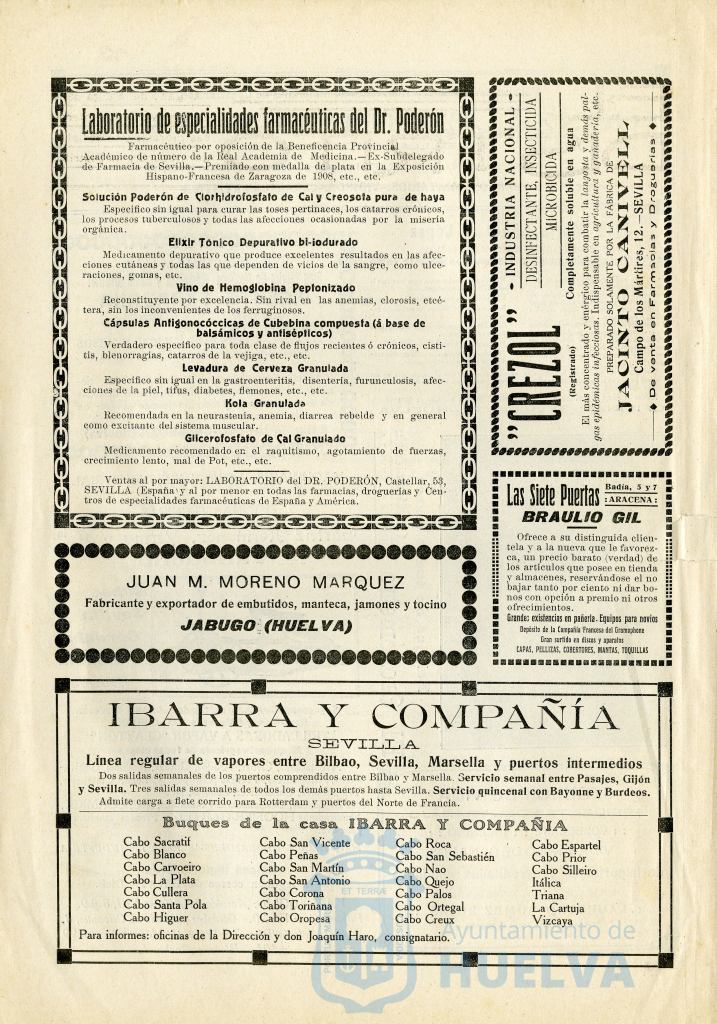 Laboratorio de especialidades farmacéuticas del Dr. Poderón
Farmacéutico por oposición de la Beneficencia Provincial
Académico de número de la Real Academia de Medicina.—Ex-Subdelegado
de Farmacia de Sevilla.—Premiado con medalla de plata en la Exposición
Hispano-Francesa de Zaragoza de 1908, etc., etc.
Solución Poderón de Clorhidrofosfato de Cal y Creosota pura de haya
Específico sin igual para curar las toses pertinaces, los catarros crónicos,
los procesos tuberculosos y todas las afecciones ocasionadas por la miseria
orgánica.
Elixir Tónico Depurativo bi-iodurado
Medicamento depurativo que produce excelentes resultados en las afec-
ciones cutáneas y todas las que dependen de vicios de la sangre, como ulce-
raciones, gomas, etc.
Vino de Hemoglobina Peptonizado
Reconstituyente por excelencia. Sin rival en las anemias, clorosis, etcé-
tera, sin los inconvenientes de los ferruginosos.
Cápsulas Antigonocóccicas de Cubebina compuesta (á base de
balsámicos y antisépticos)
Verdadero específico para toda clase de flujos recientes ó crónicos, cisti-
tis, blenorragias, catarros de la vejiga, etc., etc.
Levadura de Cerveza Granulada
Específico sin igual en la gastroenteritis, disentería, furunculosis, afec-
ciones de la piel, tifus, diabetes, flemones, etc., etc.
Kola Granulada
Recomendada en la neurastenia, anemia, diarrea rebelde y en general
como excitante del sistema muscular.
Glicerofosfato de Cal Granulado
Medicamento recomendado en el raquitismo, agotamiento de fuerzas,
crecimiento lento, mal de Pot, etc., etc.
Ventas al por mayor: LABORATORIO del DR. PODERÓN, Castellar, 53,
SEVILLA (España y al por menor en todas las farmacias, droguerías y Cen-
tros de especialidades farmacéuticas de España y América.
„CREZOL” - INDUSTRIA NACIONAL -
(Registrado) DESINFECTANTE, INSECTICIDA
MICROBICIDA
Completamente soluble en agua
El más concentrado y enérgico para combatir la langosta y demás pla-
gas epidémicas infecciosas. Indispensable en agricultura y ganadería, etc.
PREPARADO SOLAMENTE POR LA FÁBRICA DE
JACINTO CANIVELL
Campo de los Mártires, 12.—SEVILLA
◆ De venta en Farmacias y Droguerías ◆
Las Siete Puertas Badía, 5 y 7
:ARACENA:
BRAULIO GIL
Ofrece a su distinguida clien-
tela y a la nueva que le favorez-
ca, un precio barato (verdad) de
los artículos que posee en tienda
y almacenes, reservándose el no
bajar tanto por ciento ni dar bo-
nos con opción a premio ni otros
ofrecimientos.
Grandes existencias en pañería. Equipos para novios
Depósito de la Compañía Francesa del Gramophone
Gran surtido en discos y aparatos
CAPAS, PELLIZAS, COBERTORES, MANTAS, TOQUILLAS
JUAN M. MORENO MARQUEZ
Fabricante y exportador de embutidos, manteca, jamones y tocino
JABUGO (HUELVA)
IBARRA Y COMPAÑÍA
SEVILLA
Línea regular de vapores entre Bilbao, Sevilla, Marsella y puertos intermedios
Dos salidas semanales de los puertos comprendidos entre Bilbao y Marsella. Servicio semanal entre Pasajes, Gijón
y Sevilla. Tres salidas semanales de todos los demás puertos hasta Sevilla. Servicio quincenal con Bayonne y Burdeos.
Admite carga a flete corrido para Rotterdam y puertos del Norte de Francia.
Buques de la casa IBARRA Y COMPAÑIA
Cabo Sacratif
Cabo Blanco
Cabo Carvoeiro
Cabo La Plata
Cabo Cullera
Cabo Santa Pola
Cabo Higuer
Cabo San Vicente
Cabo Peñas
Cabo San Martín
Cabo San Antonio
Cabo Corona
Cabo Toriñana
Cabo Oropesa
Cabo Roca
Cabo San Sebastién
Cabo Nao
Cabo Quejo
Cabo Palos
Cabo Ortegal
Cabo Creux
Cabo Espartel
Cabo Prior
Cabo Silleiro
Itálica
Triana
La Cartuja
Vizcaya
Para informes: oficinas de la Dirección y don Joaquín Haro, consignatario.
Ayuntamiento de
HUELVA
ET TERRA